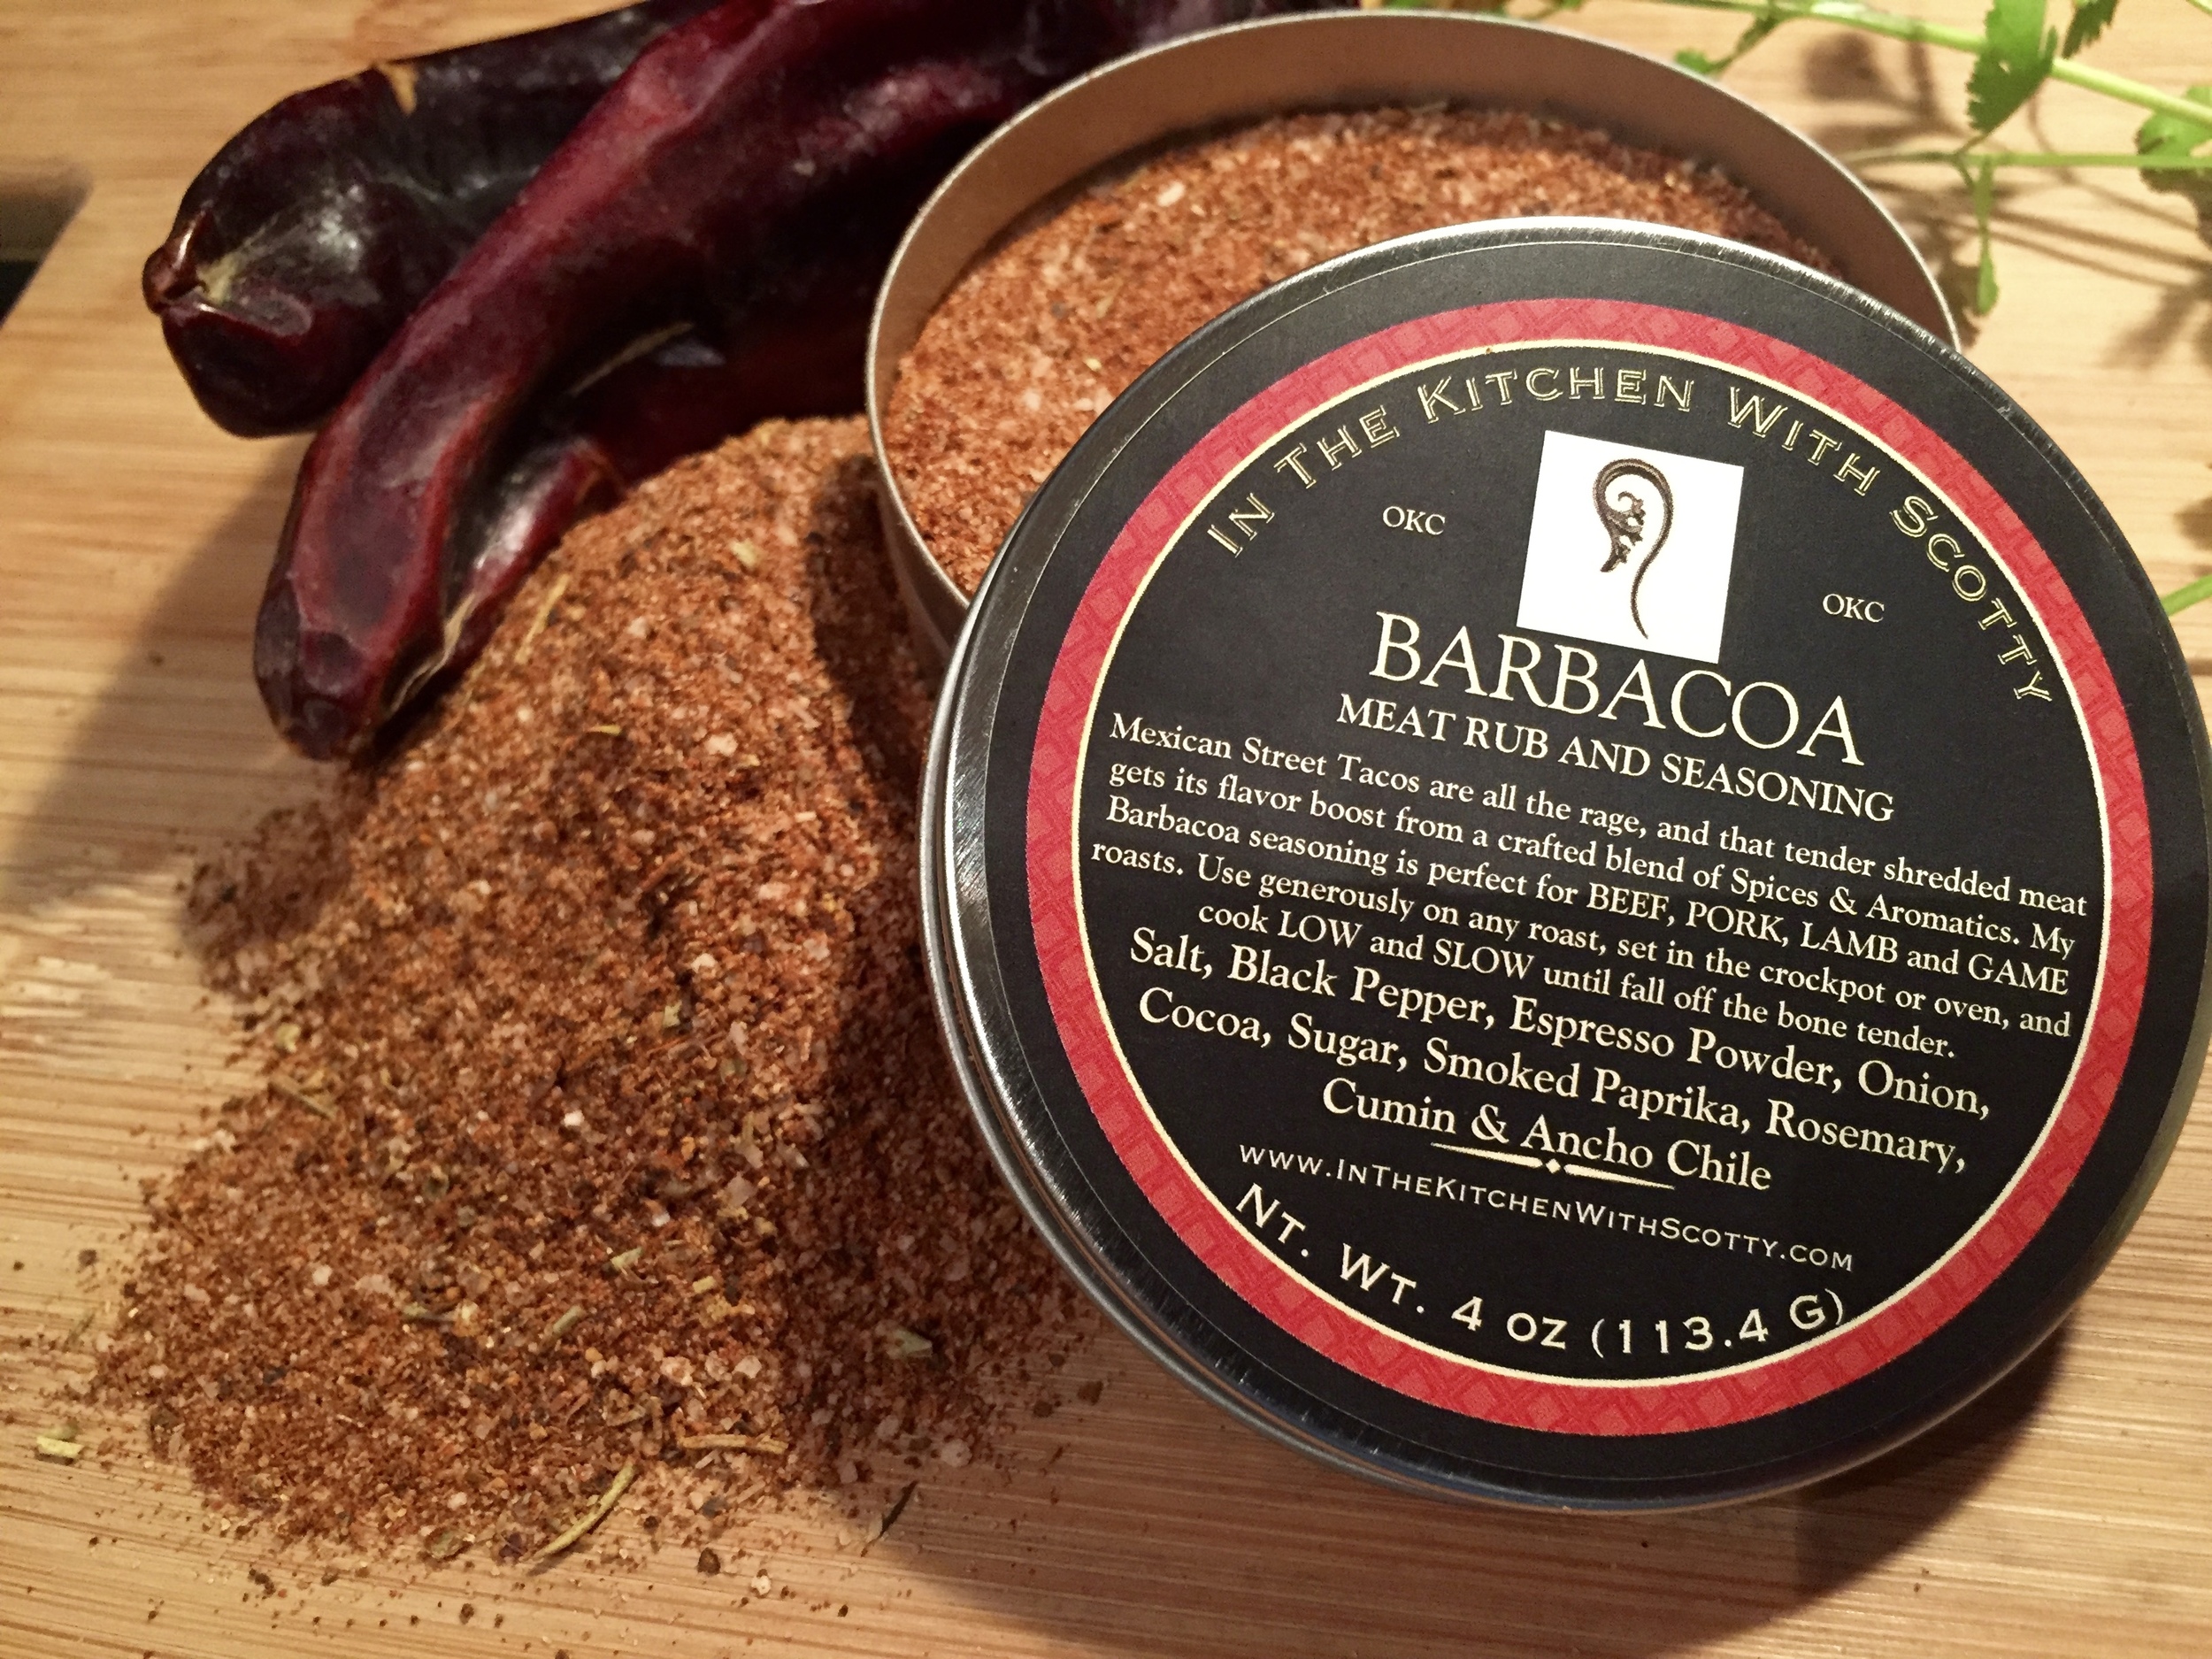 IN THE KITCHEN WITH SCOTTY
OKC
OKC
BARBACOA
MEAT RUB AND SEASONING
Mexican Street Tacos are all the rage, and that tender shredded meat
gets its flavor boost from a crafted blend of Spices & Aromatics. My
Barbacoa seasoning is perfect for BEEF, PORK, LAMB and GAME
roasts. Use generously on any roast, set in the crockpot or oven, and
cook LOW and SLOW until fall off the bone tender.
Salt, Black Pepper, Espresso Powder, Onion,
Cocoa, Sugar, Smoked Paprika, Rosemary,
Cumin & Ancho Chile
WWW.INTHEKITCHENWITHSCOTTY.COM
NT. WT. 4 OZ (113.4 G)